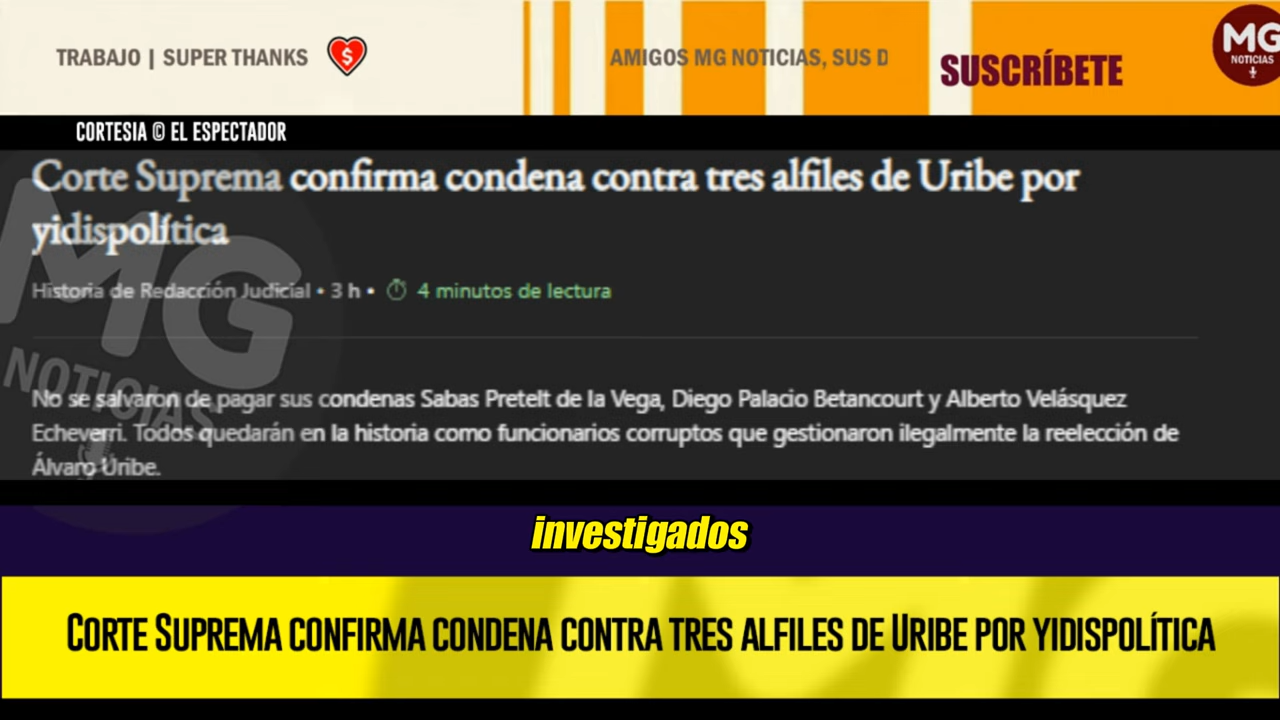 TRABAJO | SUPER THANKS
AMIGOS MG NOTICIAS, SUS D
SUSCRÍBETE
MG
NOTICIAS
CORTESIA © EL ESPECTADOR
Corte Suprema confirma condena contra tres alfiles de Uribe por
yidispolítica
Historia de Redacción Judicial • 3 h • 4 minutos de lectura
No se salvaron de pagar sus condenas Sabas Pretelt de la Vega, Diego Palacio Betancourt y Alberto Velásquez
Echeverri. Todos quedarán en la historia como funcionarios corruptos que gestionaron ilegalmente la reelección de
Álvaro Uribe.
MG
NOTICIAS
investigados
CORTE SUPREMA CONFIRMA CONDENA CONTRA TRES ALFILES DE URIBE POR YIDISPOLÍTICA